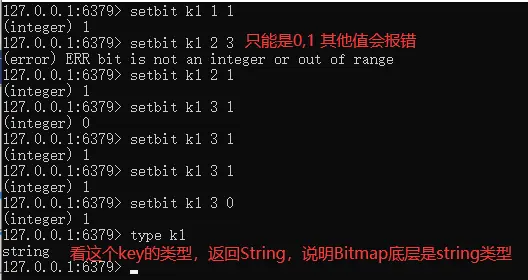 127.0.0.1:6379> setbit k1 1 1
(integer) 1
127.0.0.1:6379> setbit k1 2 3 只能是0,1 其他值会报错
(error) ERR bit is not an integer or out of range
127.0.0.1:6379> setbit k1 2 1
(integer) 1
127.0.0.1:6379> setbit k1 3 1
(integer) 0
127.0.0.1:6379> setbit k1 3 1
(integer) 1
127.0.0.1:6379> setbit k1 3 1
(integer) 1
127.0.0.1:6379> setbit k1 3 0
(integer) 1
127.0.0.1:6379> type k1
string 看这个key的类型，返回String，说明Bitmap底层是string类型
127.0.0.1:6379>